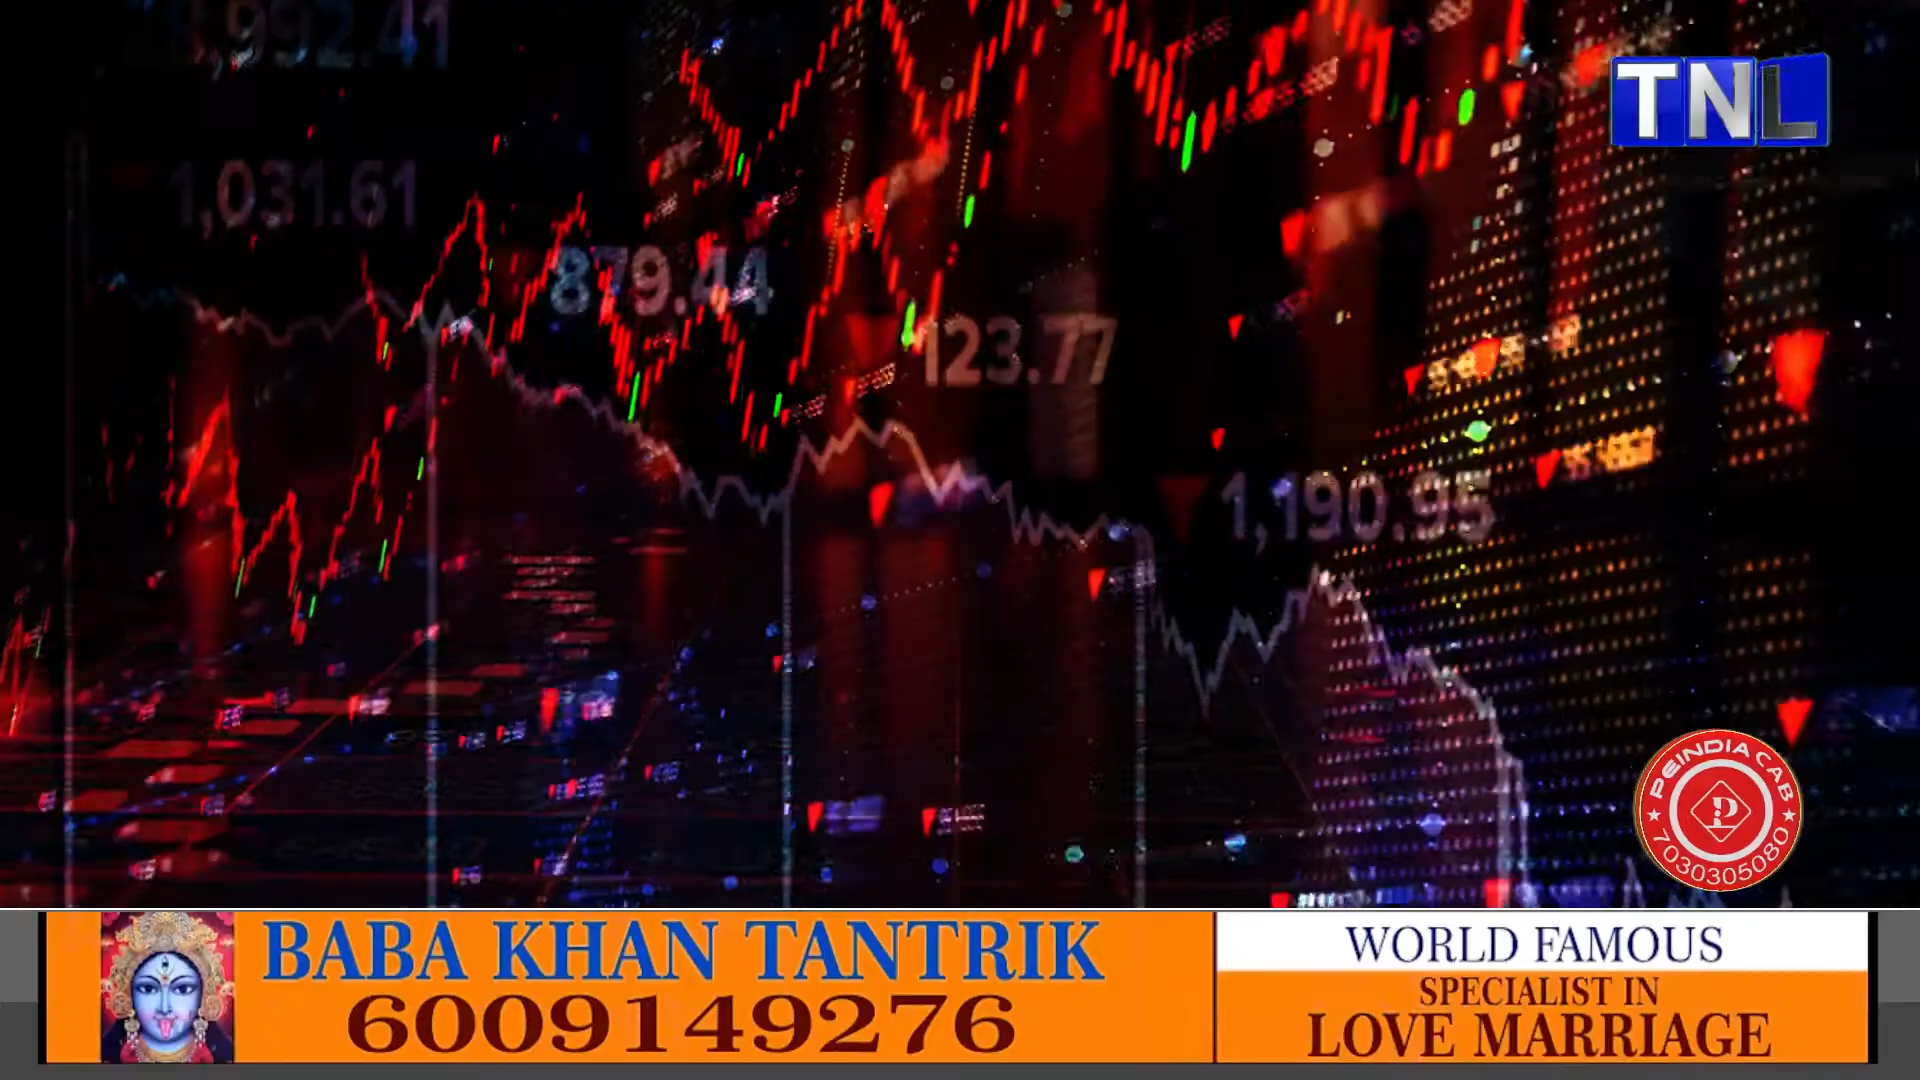 1,031.61
TNL
879.44
123.77
1,190.95
PEINDIA CAB
7030305080
BABA KHAN TANTRIK
6009149276
WORLD FAMOUS
SPECIALIST IN
LOVE MARRIAGE